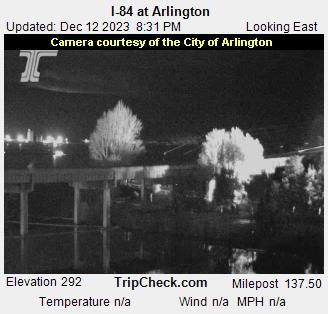 I-84 at Arlington
Updated: Dec 12 2023 8:31 PM Looking East
Camera courtesy of the City of Arlington
Elevation 292 TripCheck.com Milepost 137.50
Temperature n/a Wind n/a MPH n/a